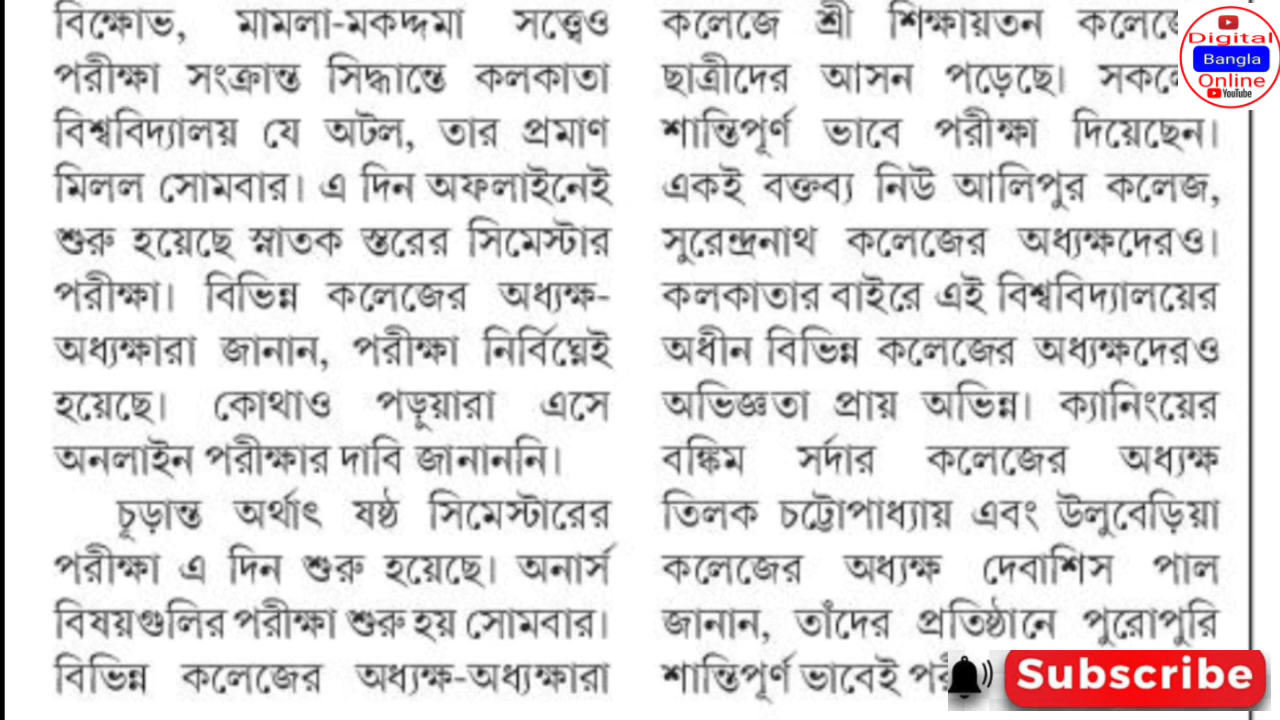 বিক্ষোভ, মামলা-মকদ্দমা সত্ত্বেও
পরীক্ষা সংক্রান্ত সিদ্ধান্তে কলকাতা
বিশ্ববিদ্যালয় যে অটল, তার প্রমাণ
মিলল সোমবার। এ দিন অফলাইনেই
শুরু হয়েছে স্নাতক স্তরের সিমেস্টার
পরীক্ষা। বিভিন্ন কলেজের অধ্যক্ষ-
অধ্যক্ষারা জানান, পরীক্ষা নির্বিঘ্নেই
হয়েছে। কোথাও পড়ুয়ারা এসে
অনলাইন পরীক্ষার দাবি জানাননি।
চূড়ান্ত অর্থাৎ ষষ্ঠ সিমেস্টারের
পরীক্ষা এ দিন শুরু হয়েছে। অনার্স
বিষয়গুলির পরীক্ষা শুরু হয় সোমবার।
বিভিন্ন কলেজের অধ্যক্ষ-অধ্যক্ষারা
কলেজে শ্রী শিক্ষায়তন
ছাত্রীদের আসন পড়েছে।
শান্তিপূর্ণ ভাবে পরীক্ষা দিয়েছেন।
একই বক্তব্য নিউ আলিপুর কলেজ,
সুরেন্দ্রনাথ কলেজের অধ্যক্ষদেরও।
কলকাতার বাইরে এই বিশ্ববিদ্যালয়ের
অধীন বিভিন্ন কলেজের অধ্যক্ষদেরও
অভিজ্ঞতা প্রায় অভিন্ন। ক্যানিংয়ের
বঙ্কিম সর্দার কলেজের অধ্যক্ষ
তিলক চট্টোপাধ্যায় এবং উলুবেড়িয়া
কলেজের অধ্যক্ষ দেবাশিস পাল
জানান, তাঁদের প্রতিষ্ঠানে পুরোপুরি
শান্তিপূর্ণ ভাবেই
Digital
Bangla
Online
YouTube
Subscribe